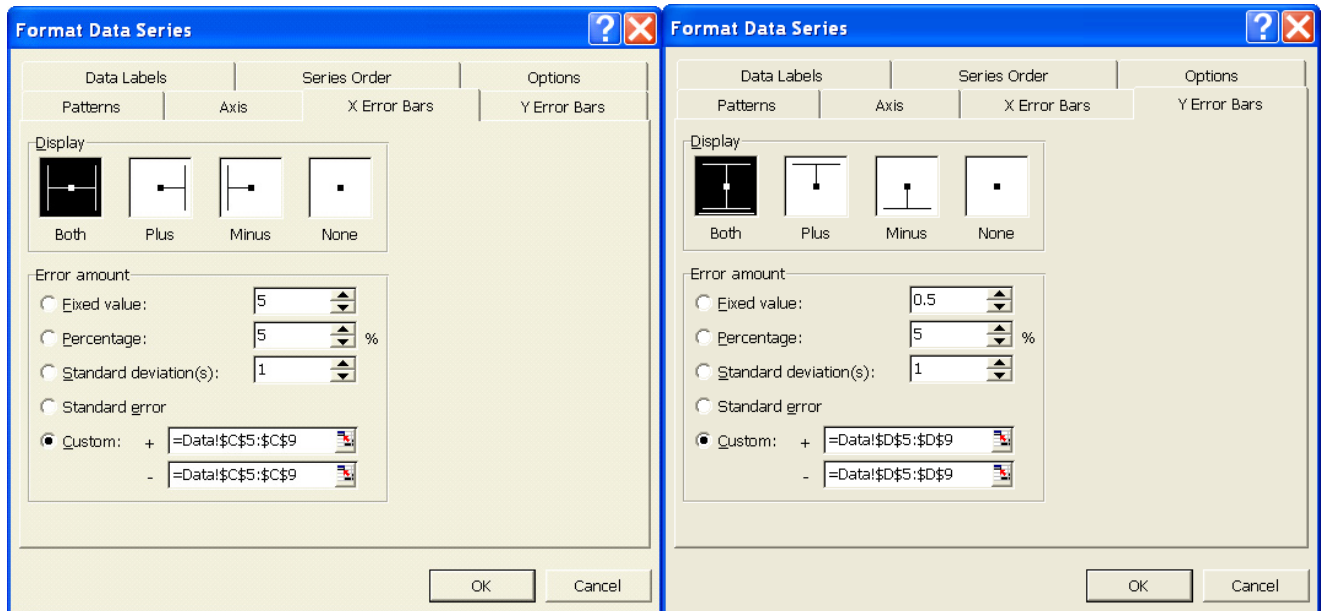 Format Data Series
Data Labels Series Order Options
Patterns Axis X Error Bars Y Error Bars
Display
Both Plus Minus None
Error amount
Fixed value: 5
Percentage: 5 %
Standard deviation(s): 1
Standard error
Custom: + =Data!$C$5:$C$9
- =Data!$C$5:$C$9
OK Cancel
Format Data Series
Data Labels Series Order Options
Patterns Axis X Error Bars Y Error Bars
Display
Both Plus Minus None
Error amount
Fixed value: 0.5
Percentage: 5 %
Standard deviation(s): 1
Standard error
Custom: + =Data!$D$5:$D$9
- =Data!$D$5:$D$9
OK Cancel